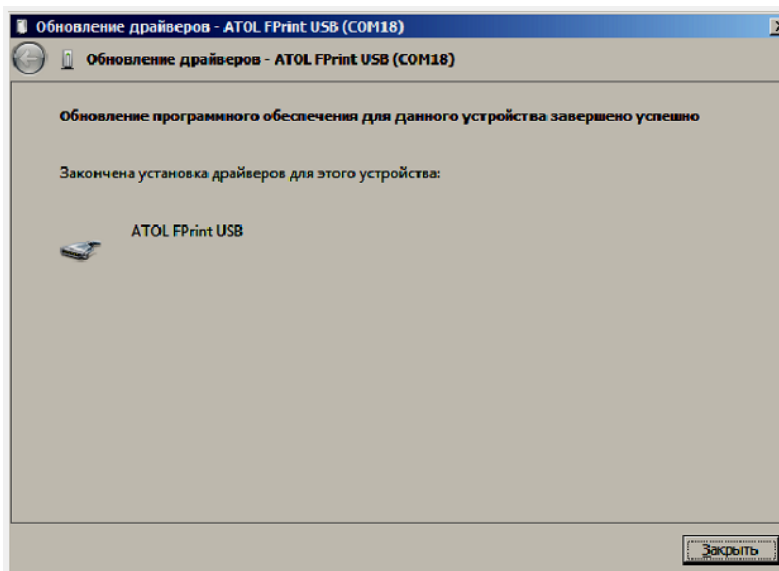 Обновление драйверов - ATOL FPrint USB (COM18)
Обновление драйверов - ATOL FPrint USB (COM18)
Обновление программного обеспечения для данного устройства завершено успешно
Закончена установка драйверов для этого устройства:
ATOL FPrint USB
Закрыть